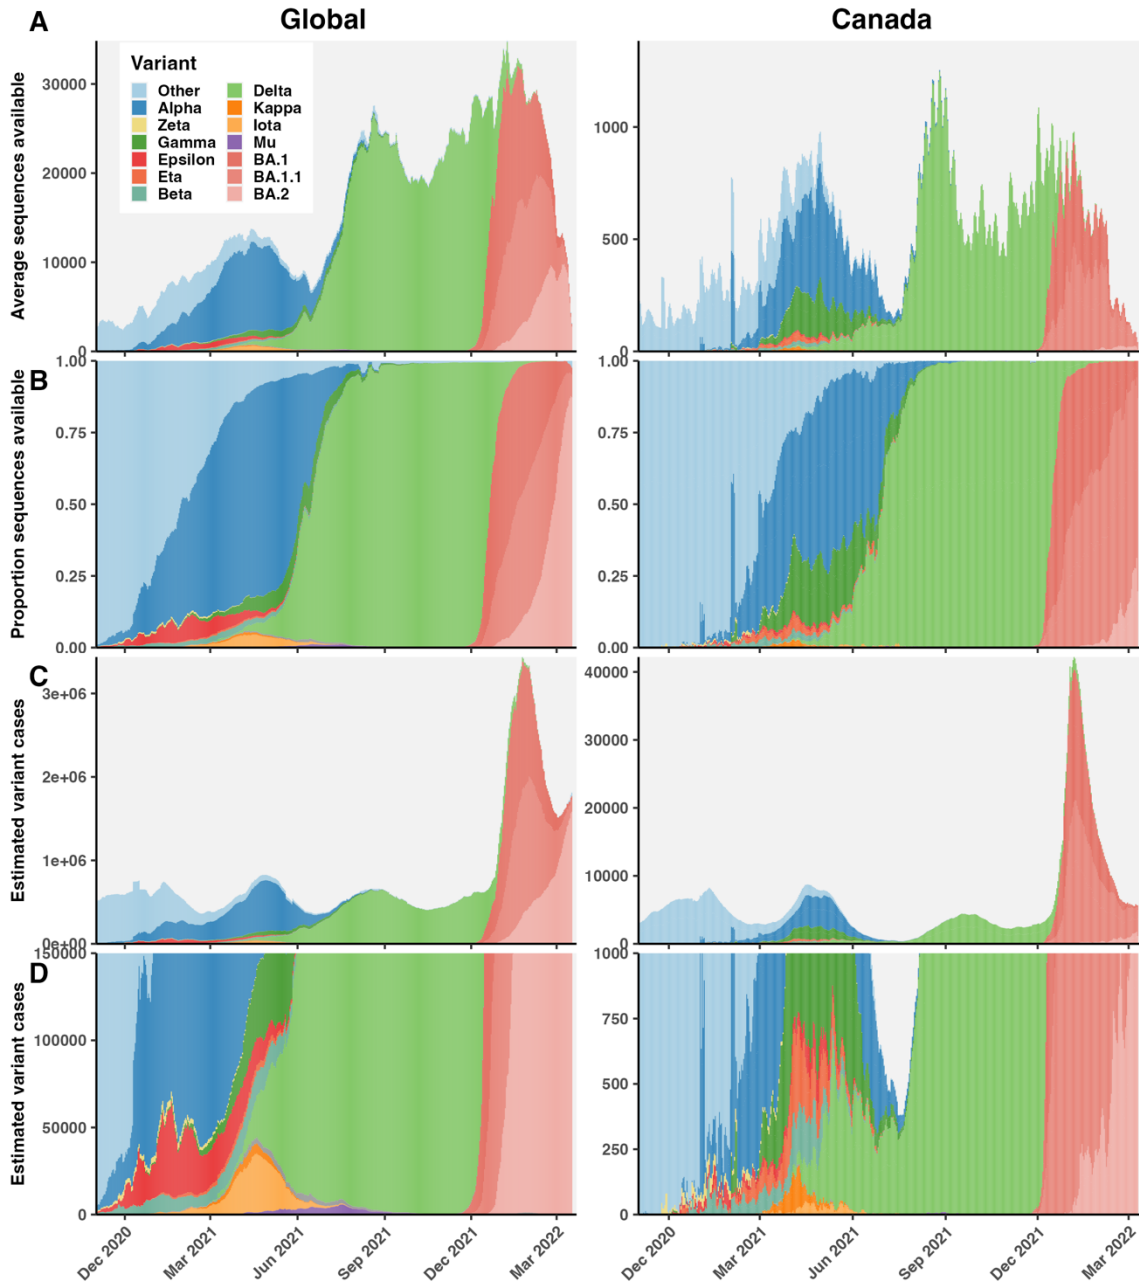 A
Global
Canada
Average sequences available
30000
20000
10000
0
Variant
Other
Alpha
Zeta
Gamma
Epsilon
Eta
Beta
Delta
Kappa
Iota
Mu
BA.1
BA.1.1
BA.2
1000
500
0
B
Proportion sequences available
1.00
0.75
0.50
0.25
0.00
1.00
0.75
0.50
0.25
0.00
C
Estimated variant cases
3e+06
2e+06
1e+06
0e+00
40000
30000
20000
10000
0
D
Estimated variant cases
150000
100000
50000
0
1000
750
500
250
0
Dec 2020
Mar 2021
Jun 2021
Sep 2021
Dec 2021
Mar 2022
Dec 2020
Mar 2021
Jun 2021
Sep 2021
Dec 2021
Mar 2022